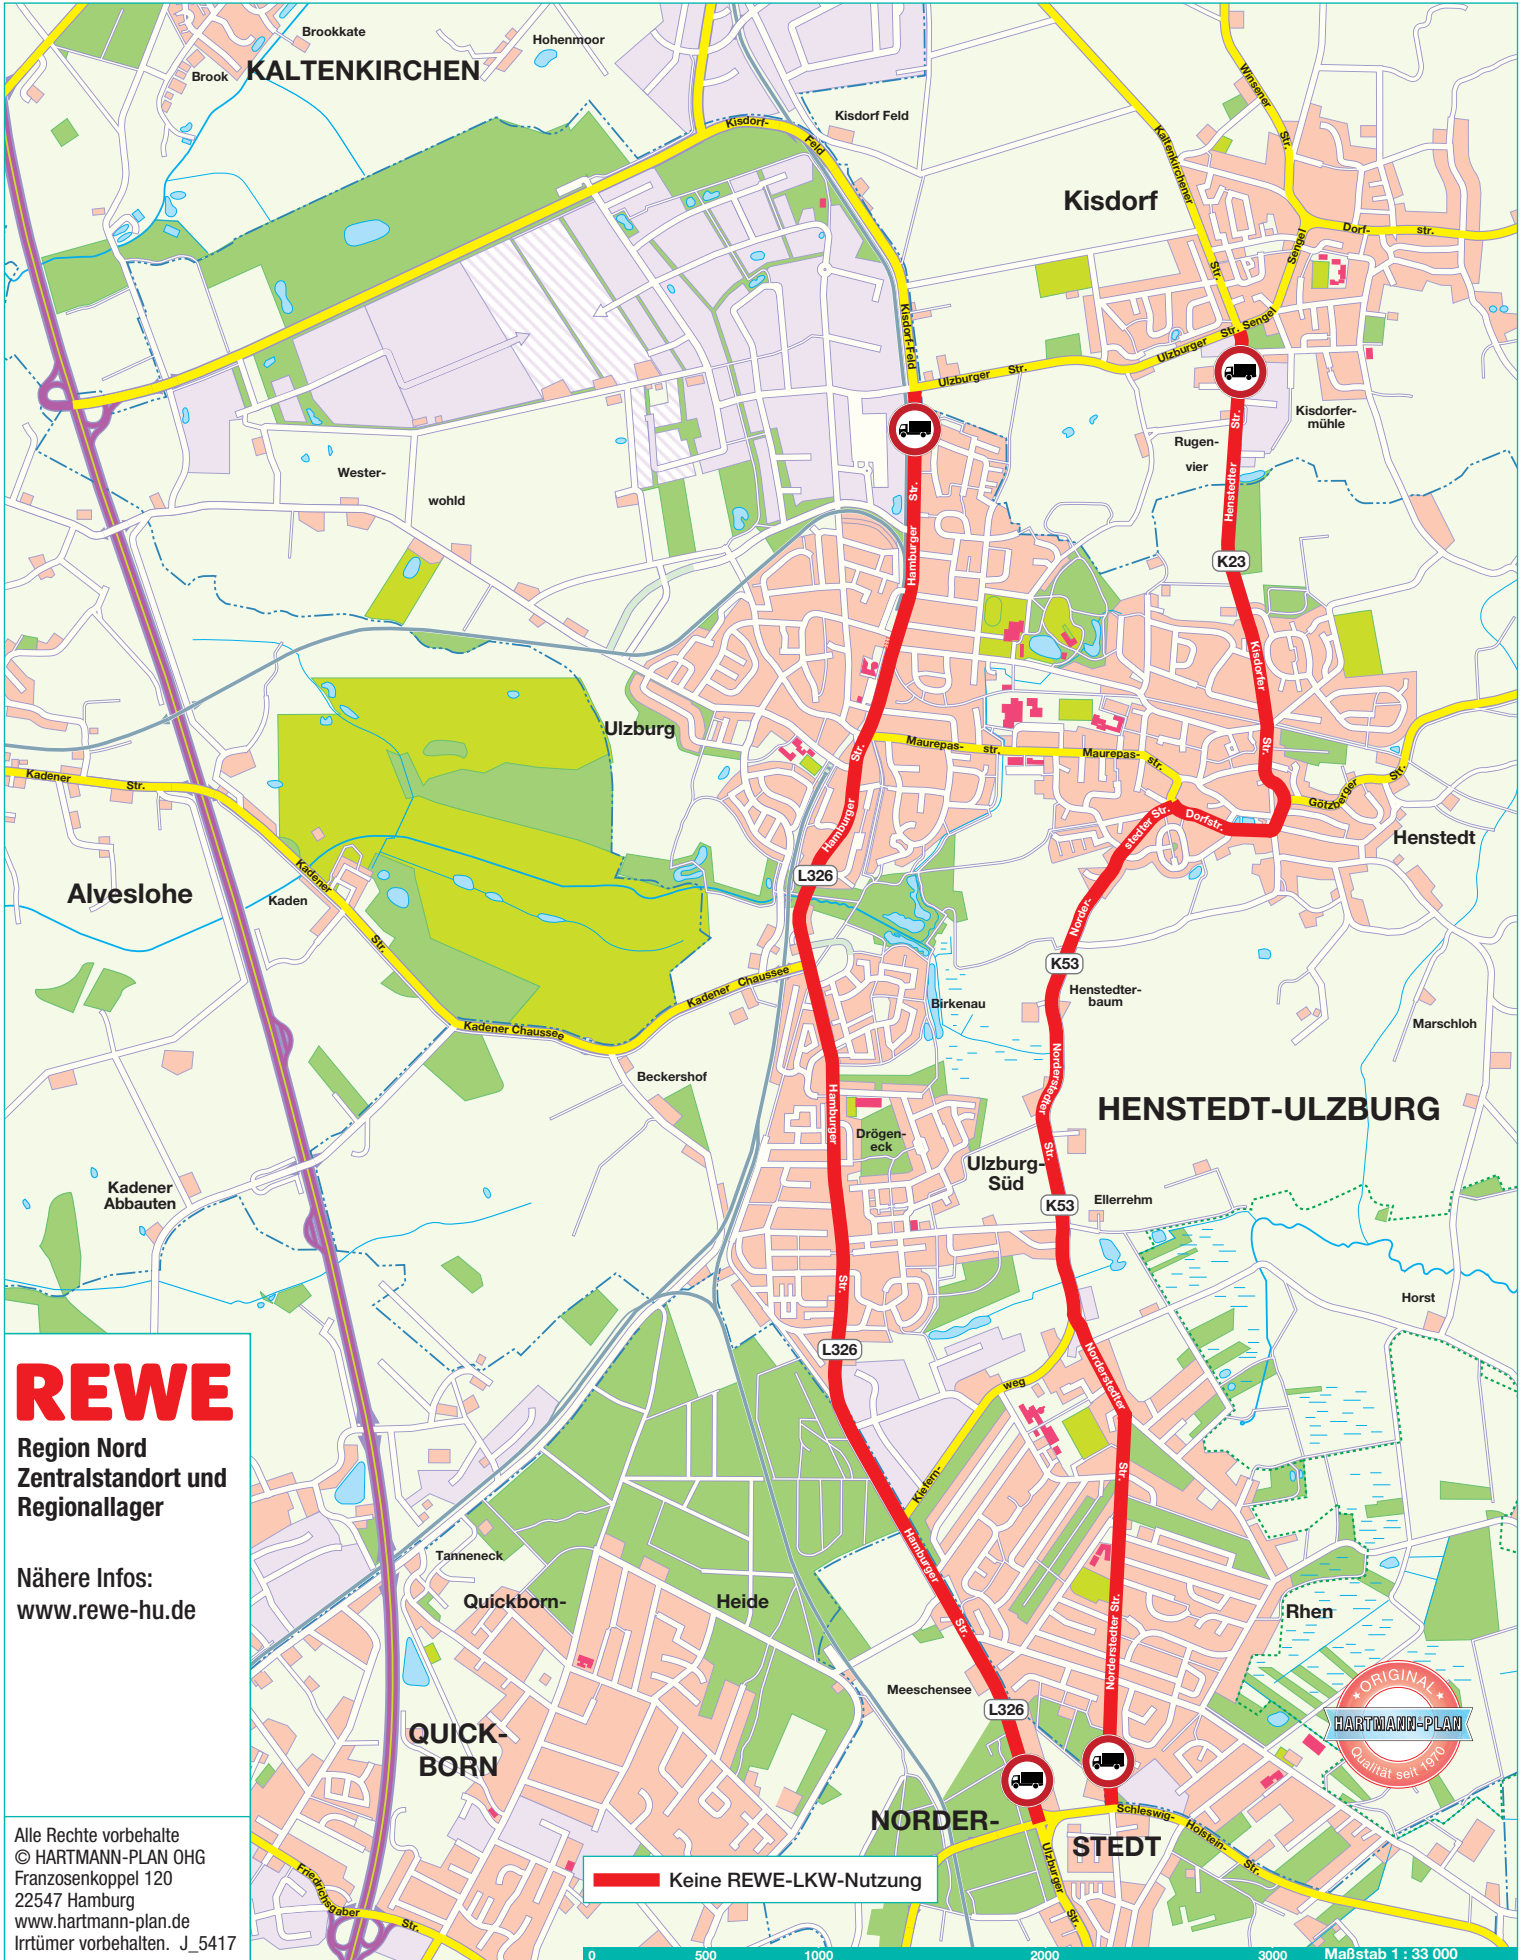 Brookkate
Hohenmoor
Brook
KALTENKIRCHEN
Kisdorf Feld
Kisdorf-
Feld
Winsener
Str.
Kaltenkirchener
Str.
Kisdorf
Dorf-
str.
Sengel
Sengel
Kisdorf-Feld
Ulzburger
Str.
Ulzburger
Str.
Kisdorfer-
mühle
Rugen-
vier
Str.
Henstedter
K23
Wester-
wohld
Str.
Hamburger
Kisdorfer
Str.
Ulzburg
Maurepas-
str.
Maurepas-
str.
Str.
Hamburger
Götzberger
Str.
Dorfstr.
Henstedt
stedter Str.
Norder-
Kadener
Str.
Kadener
Str.
Alveslohe
Kaden
L326
K53
Henstedter-
baum
Kadener Chaussee
Kadener Chaussee
Birkenau
Marschloh
Beckershof
Norderstedter
Str.
Hamburger
Str.
HENSTEDT-ULZBURG
Drögen-
eck
Ulzburg-
Süd
Kadener
Abbauten
K53
Ellerrehm
Horst
L326
Norderstedter
Str.
weg
Kiefern-
Hamburger
Str.
Tanneneck
Quickborn-
Heide
Norderstedter Str.
Rhen
Meeschensee
L326
QUICK-
BORN
NORDER-
STEDT
Schleswig-
Holstein-
Str.
Ulzburger
Str.
Friedrichsgaber
Str.
REWE
Region Nord
Zentralstandort und
Regionallager
Nähere Infos:
www.rewe-hu.de
ORIGINAL
HARTMANN-PLAN
Qualität seit 1970
Alle Rechte vorbehalte
© HARTMANN-PLAN OHG
Franzosenkoppel 120
22547 Hamburg
www.hartmann-plan.de
Irrtümer vorbehalten. J_5417
Keine REWE-LKW-Nutzung
0 500 1000 2000 3000 Maßstab 1 : 33 000